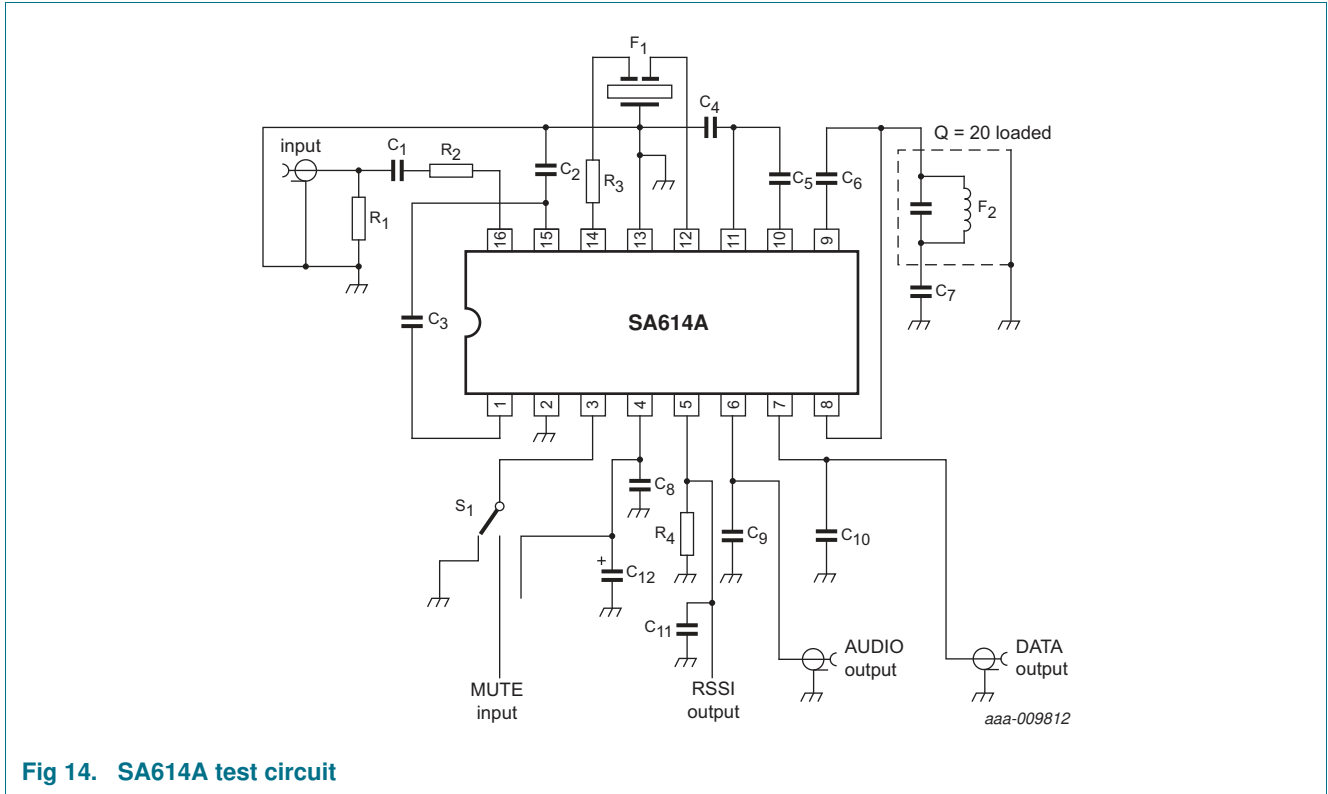 F1
C4
Q = 20 loaded
input
C1
R2
C2
R3
C5
C6
F2
R1
16
15
14
13
12
11
10
9
C7
C3
SA614A
1
2
3
4
5
6
7
8
S1
C8
R4
C9
C10
+
C12
C11
AUDIO
output
DATA
output
MUTE
input
RSSI
output
aaa-009812
Fig 14. SA614A test circuit